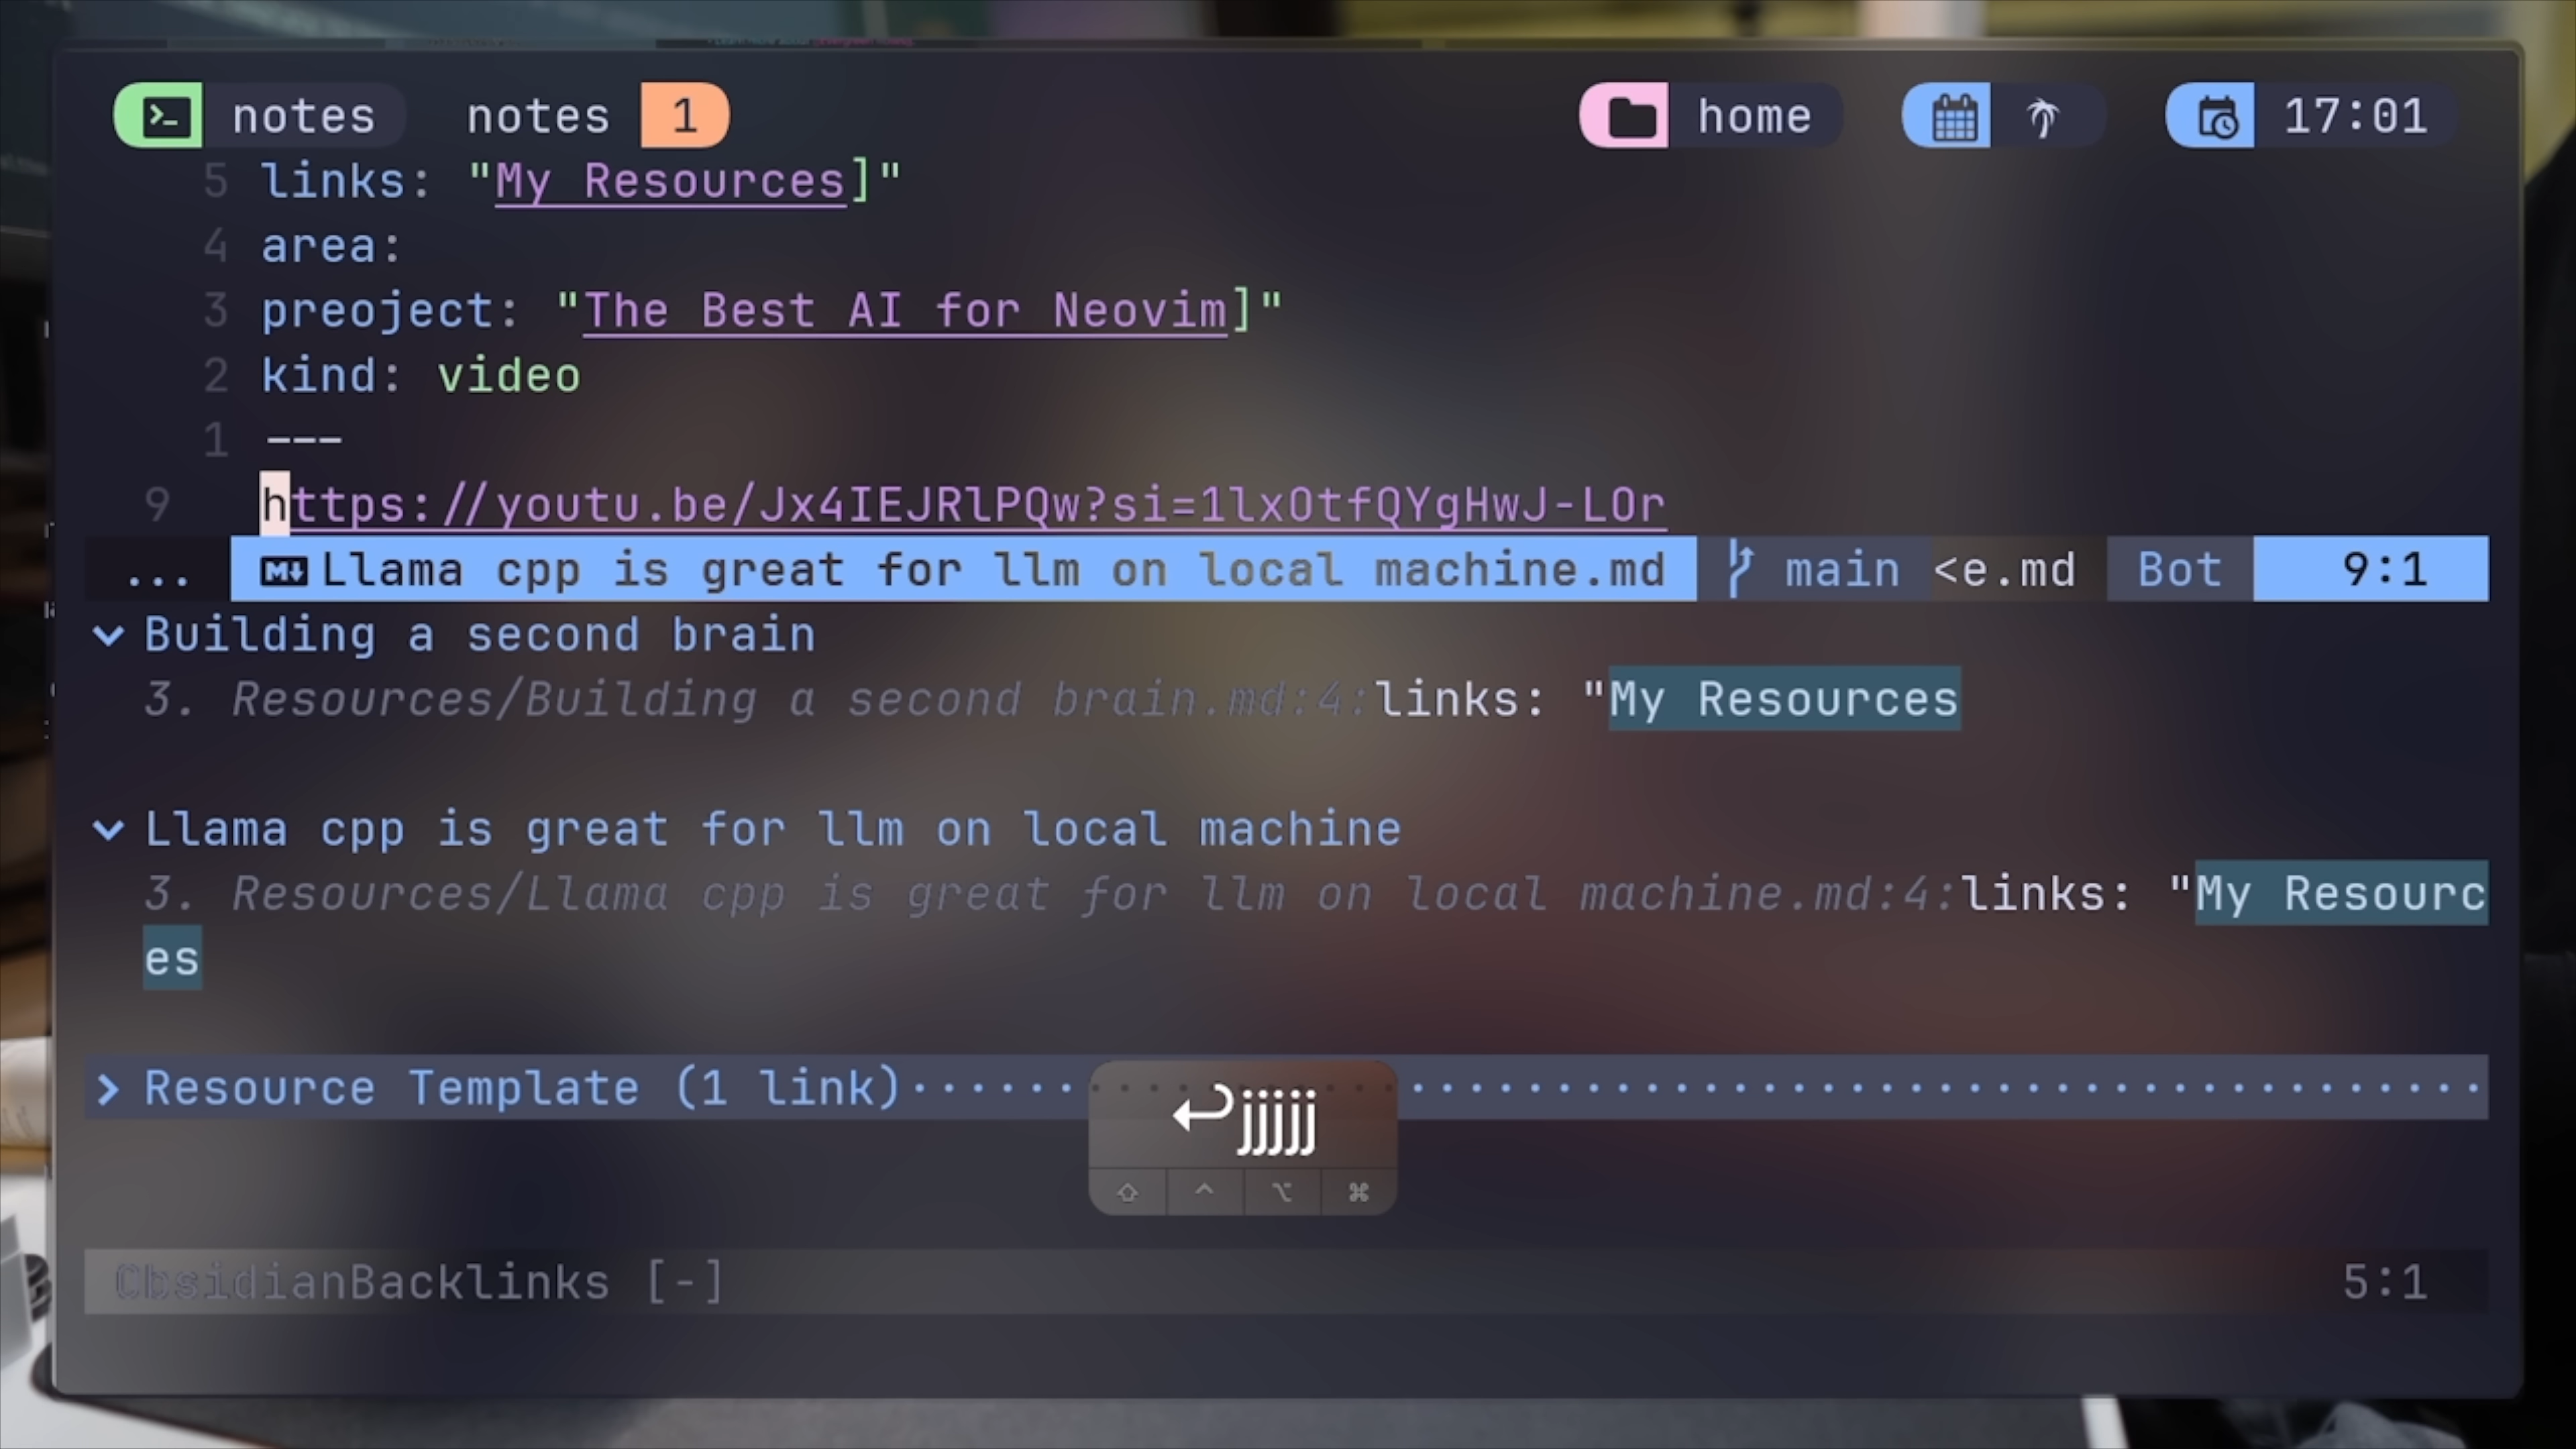 notes notes 1 home 17:01
5 links: "My Resources]"
4 area:
3 preoject: "The Best AI for Neovim]"
2 kind: video
1 ---
9 https://youtu.be/Jx4IEJRlPQw?si=1lxOtfQYgHwJ-LOr
... Llama cpp is great for llm on local machine.md main <e.md Bot 9:1
Building a second brain
3. Resources/Building a second brain.md:4:links: "My Resources
Llama cpp is great for llm on local machine
3. Resources/Llama cpp is great for llm on local machine.md:4:links: "My Resourc
es
Resource Template (1 link)
jjjjj
ObsidianBacklinks [-] 5:1